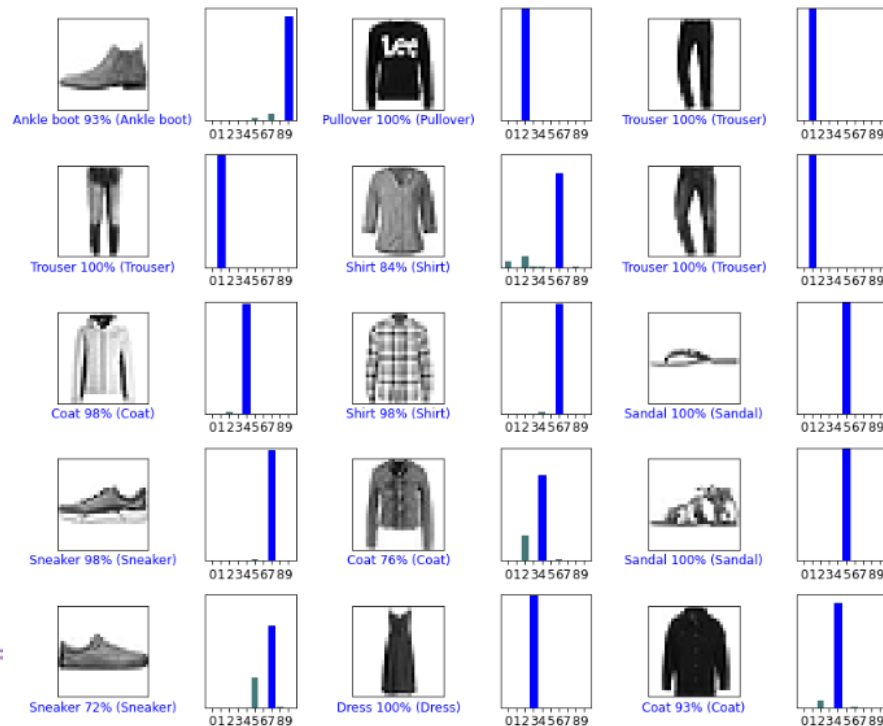 Lee
Ankle boot 93% (Ankle boot)
0123456789
Pullover 100% (Pullover)
0123456789
Trouser 100% (Trouser)
0123456789
Trouser 100% (Trouser)
0123456789
Shirt 84% (Shirt)
0123456789
Trouser 100% (Trouser)
0123456789
Coat 98% (Coat)
0123456789
Shirt 98% (Shirt)
0123456789
Sandal 100% (Sandal)
0123456789
Sneaker 98% (Sneaker)
0123456789
Coat 76% (Coat)
0123456789
Sandal 100% (Sandal)
0123456789
Sneaker 72% (Sneaker)
0123456789
Dress 100% (Dress)
0123456789
Coat 93% (Coat)
0123456789